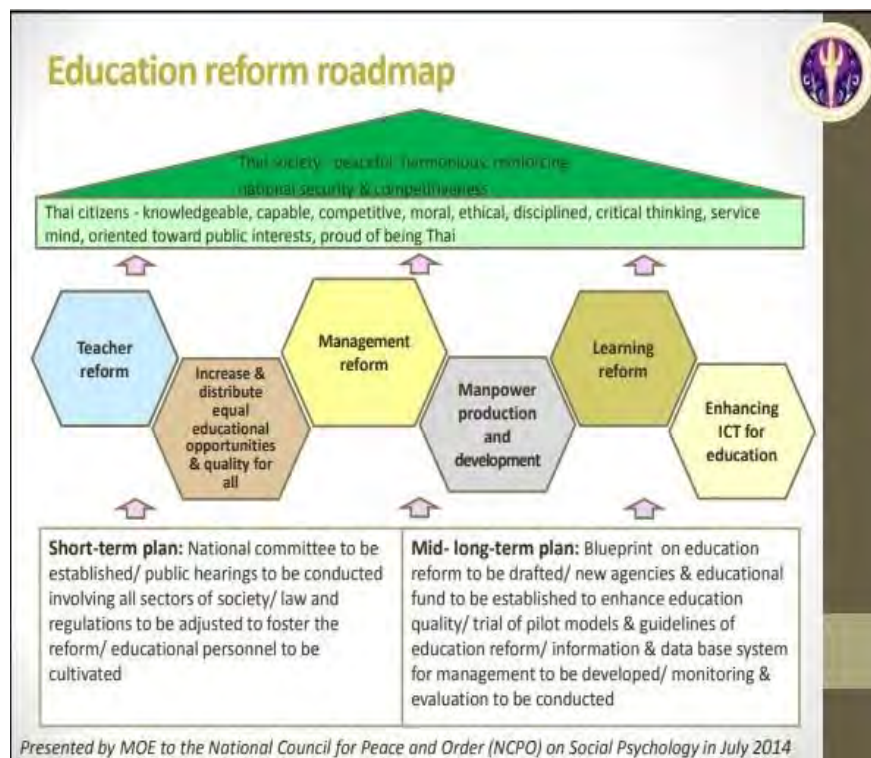 Education reform roadmap
Thai society - peaceful, harmonious, reinforcing
national security & competitiveness
Thai citizens - knowledgeable, capable, competitive, moral, ethical, disciplined, critical thinking, service
mind, oriented toward public interests, proud of being Thai
Teacher
reform
Increase &
distribute
equal
educational
opportunities
& quality for
all
Management
reform
Manpower
production
and
development
Learning
reform
Enhancing
ICT for
education
Short-term plan: National committee to be
established/ public hearings to be conducted
involving all sectors of society/ law and
regulations to be adjusted to foster the
reform/ educational personnel to be
cultivated
Mid- long-term plan: Blueprint on education
reform to be drafted/ new agencies & educational
fund to be established to enhance education
quality/ trial of pilot models & guidelines of
education reform/ information & data base system
for management to be developed/ monitoring &
evaluation to be conducted
Presented by MOE to the National Council for Peace and Order (NCPO) on Social Psychology in July 2014